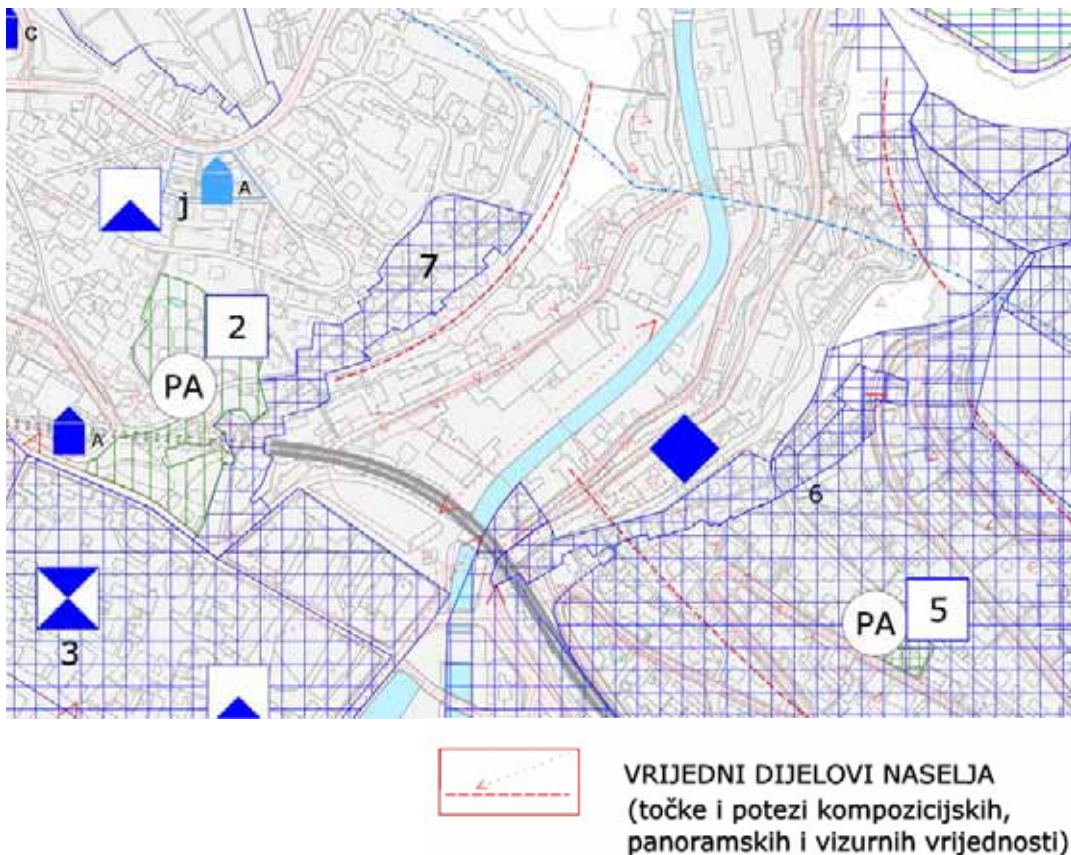 C
A
j
7
2
PA
A
6
PA
5
3
VRIJEDNI DIJELOVI NASELJA
(točke i potezi kompozicijskih,
panoramskih i vizurnih vrijednosti)